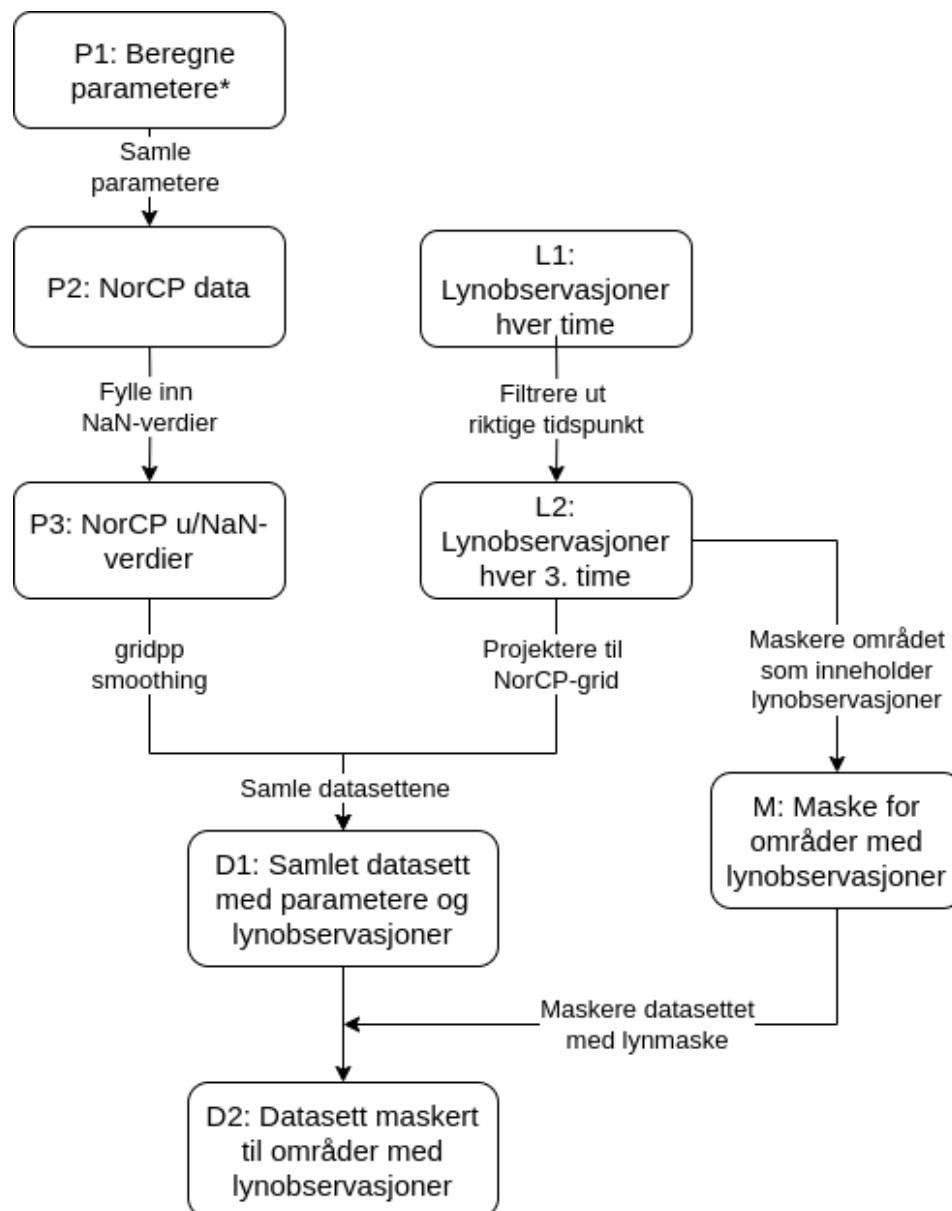 P1: Beregne
parametere*
Samle
parametere
P2: NorCP data
L1:
Lynobservasjoner
hver time
Fylle inn
NaN-verdier
Filtrere ut
riktige tidspunkt
P3: NorCP u/NaN-
verdier
L2:
Lynobservasjoner
hver 3. time
gridpp
smoothing
Projektere til
NorCP-grid
Maskere området
som inneholder
lynobservasjoner
Samle datasettene
M: Maske for
områder med
lynobservasjoner
D1: Samlet datasett
med parametere og
lynobservasjoner
Maskere datasettet
med lynmaske
D2: Datasett maskert
til områder med
lynobservasjoner